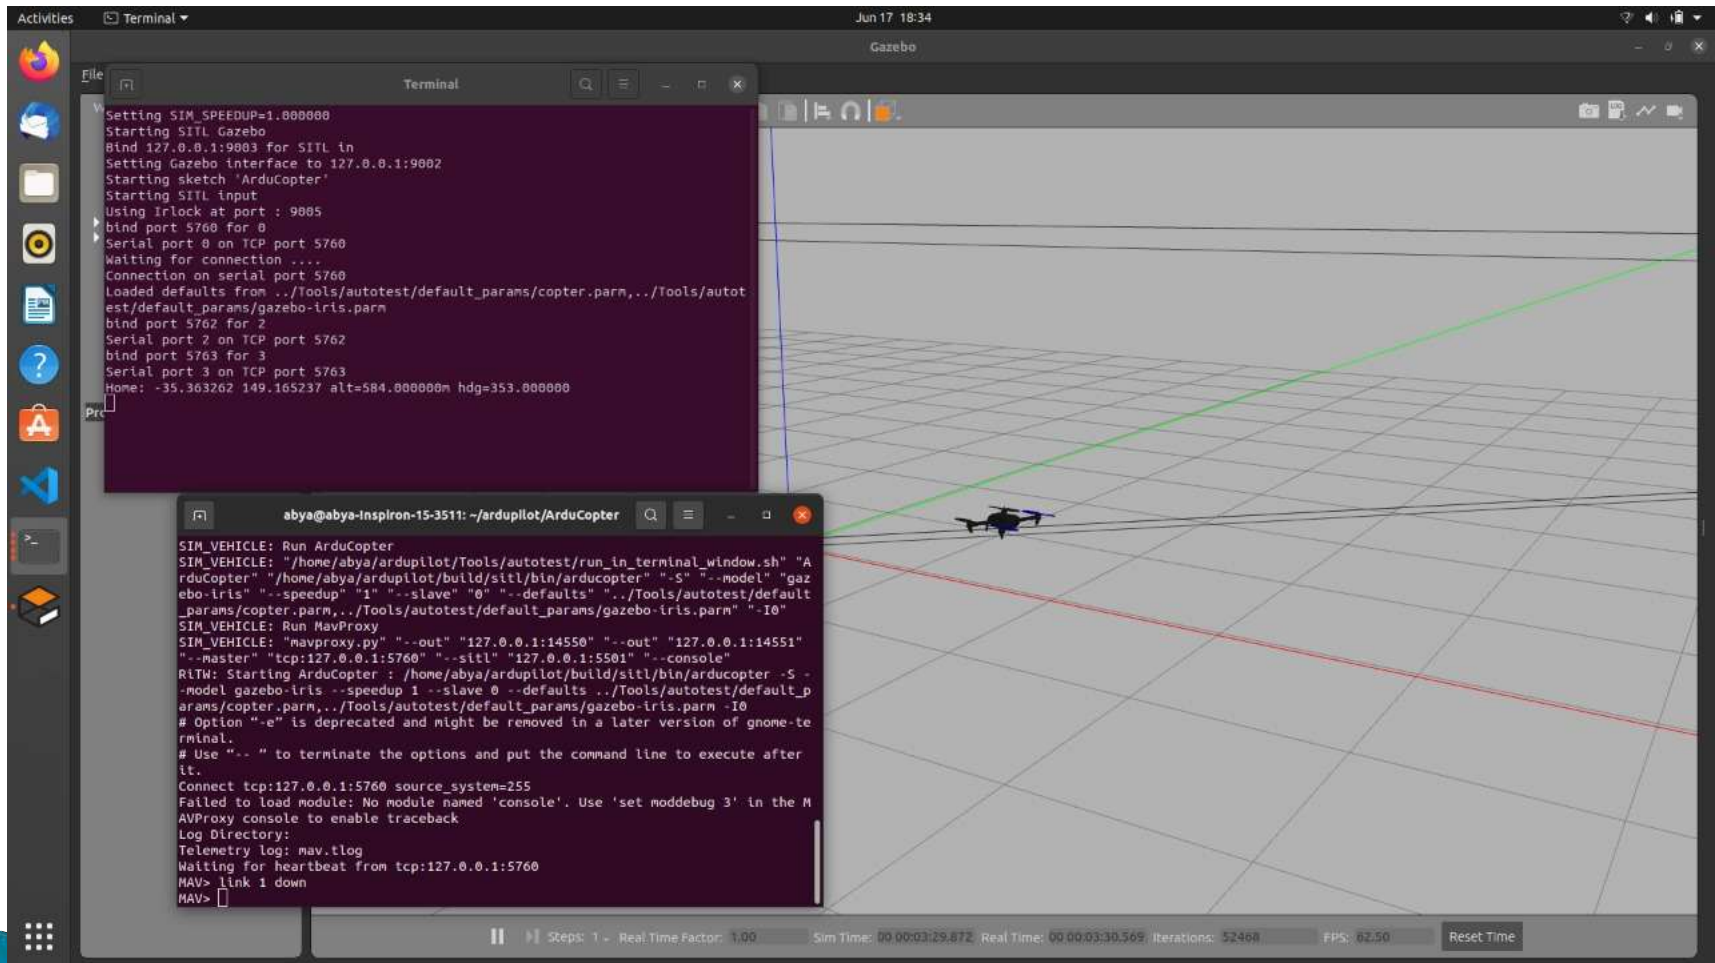 Activities
Terminal
Jun 17 18:34
Gazebo
File
Terminal
W
Setting SIM_SPEEDUP=1.000000
Starting SITL Gazebo
Bind 127.0.0.1:9003 for SITL in
Setting Gazebo interface to 127.0.0.1:9002
Starting sketch 'ArduCopter'
Starting SITL input
Using Irlock at port : 9005
bind port 5760 for 0
Serial port 0 on TCP port 5760
Waiting for connection ....
Connection on serial port 5760
Loaded defaults from ../Tools/autotest/default_params/copter.parm,../Tools/autot
est/default_params/gazebo-iris.parm
bind port 5762 for 2
Serial port 2 on TCP port 5762
bind port 5763 for 3
Serial port 3 on TCP port 5763
Home: -35.363262 149.165237 alt=584.000000m hdg=353.000000
Pro
abya@abya-Inspiron-15-3511: ~/ardupilot/ArduCopter
SIM_VEHICLE: Run ArduCopter
SIM_VEHICLE: "/home/abya/ardupilot/Tools/autotest/run_in_terminal_window.sh" "A
rduCopter" "/home/abya/ardupilot/build/sitl/bin/arducopter" "-S" "--model" "gaz
ebo-iris" "--speedup" "1" "--slave" "0" "--defaults" "../Tools/autotest/default
_params/copter.parm,../Tools/autotest/default_params/gazebo-iris.parm" "-I0"
SIM_VEHICLE: Run MavProxy
SIM_VEHICLE: "mavproxy.py" "--out" "127.0.0.1:14550" "--out" "127.0.0.1:14551"
"--master" "tcp:127.0.0.1:5760" "--sitl" "127.0.0.1:5501" "--console"
RiTW: Starting ArduCopter : /home/abya/ardupilot/build/sitl/bin/arducopter -S -
-model gazebo-iris --speedup 1 --slave 0 --defaults ../Tools/autotest/default_p
arams/copter.parm,../Tools/autotest/default_params/gazebo-iris.parm -I0
# Option “-e” is deprecated and might be removed in a later version of gnome-te
rminal.
# Use “-- ” to terminate the options and put the command line to execute after
it.
Connect tcp:127.0.0.1:5760 source_system=255
Failed to load module: No module named 'console'. Use 'set moddebug 3' in the M
AVProxy console to enable traceback
Log Directory:
Telemetry log: mav.tlog
Waiting for heartbeat from tcp:127.0.0.1:5760
MAV> link 1 down
MAV>
Steps: 1 Real Time Factor: 1.00 Sim Time: 00 00:03:29.872 Real Time: 00 00:03:30.569 Iterations: 52468 FPS: 62.50 Reset Time